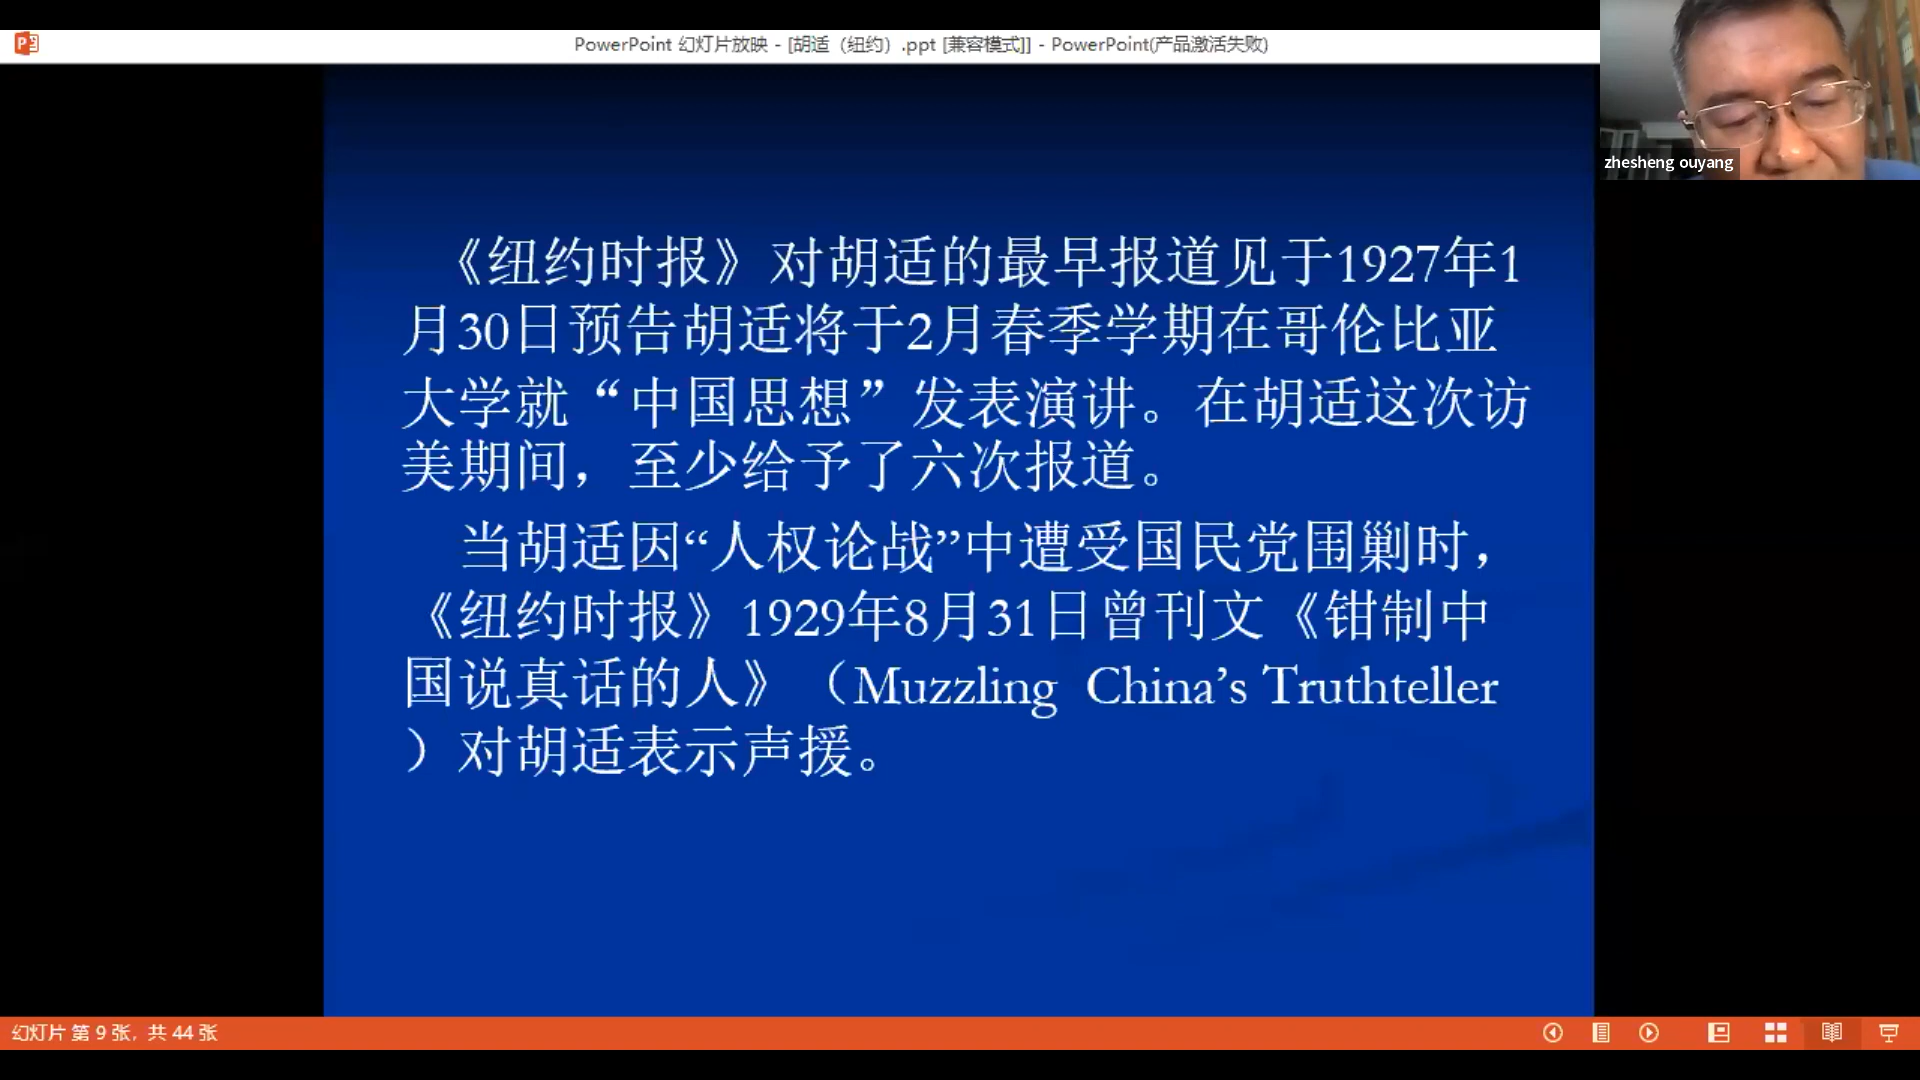 PowerPoint 幻灯片放映 - [胡适（纽约）.ppt [兼容模式]] - PowerPoint(产品激活失败)
zhesheng ouyang
《纽约时报》对胡适的最早报道见于1927年1
月30日预告胡适将于2月春季学期在哥伦比亚
大学就“中国思想”发表演讲。在胡适这次访
美期间，至少给予了六次报道。
当胡适因“人权论战”中遭受国民党围剿时，
《纽约时报》1929年8月31日曾刊文《钳制中
国说真话的人》（Muzzling China’s Truthteller
）对胡适表示声援。
幻灯片 第 9 张，共 44 张